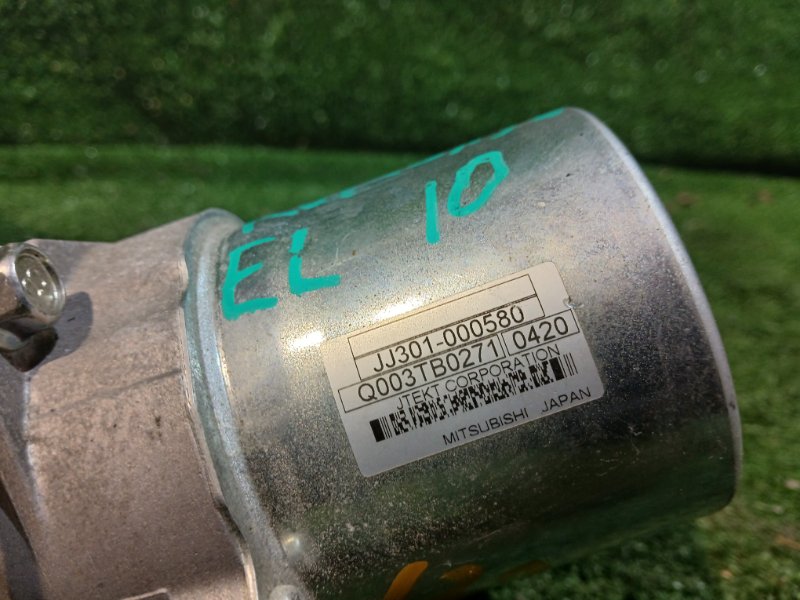 EL 10
JJ301-000580
Q003TB0271 0420
JTEKT CORPORATION
MITSUBISHI JAPAN